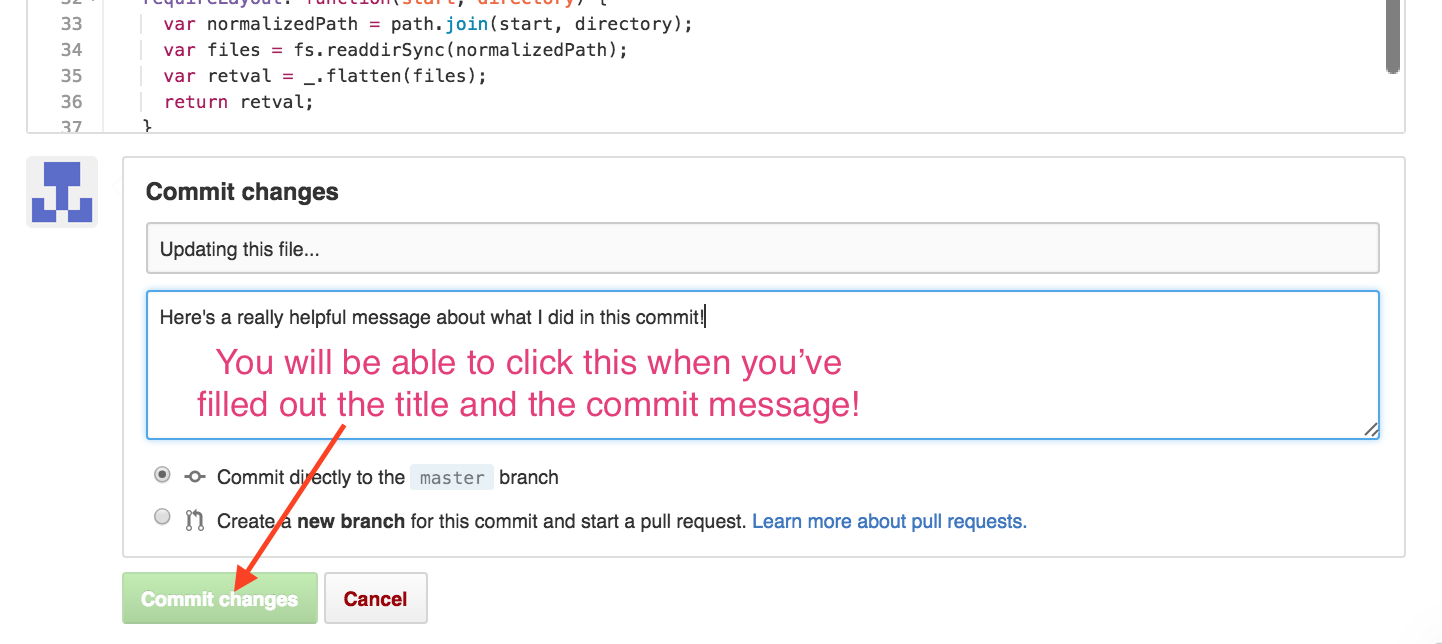 32 requireLayout: function(start, directory) {
33 var normalizedPath = path.join(start, directory);
34 var files = fs.readdirSync(normalizedPath);
35 var retval = _.flatten(files);
36 return retval;
37 }
Commit changes
Updating this file...
Here's a really helpful message about what I did in this commit!
You will be able to click this when you’ve
filled out the title and the commit message!
Commit directly to the master branch
Create a new branch for this commit and start a pull request. Learn more about pull requests.
Commit changes Cancel